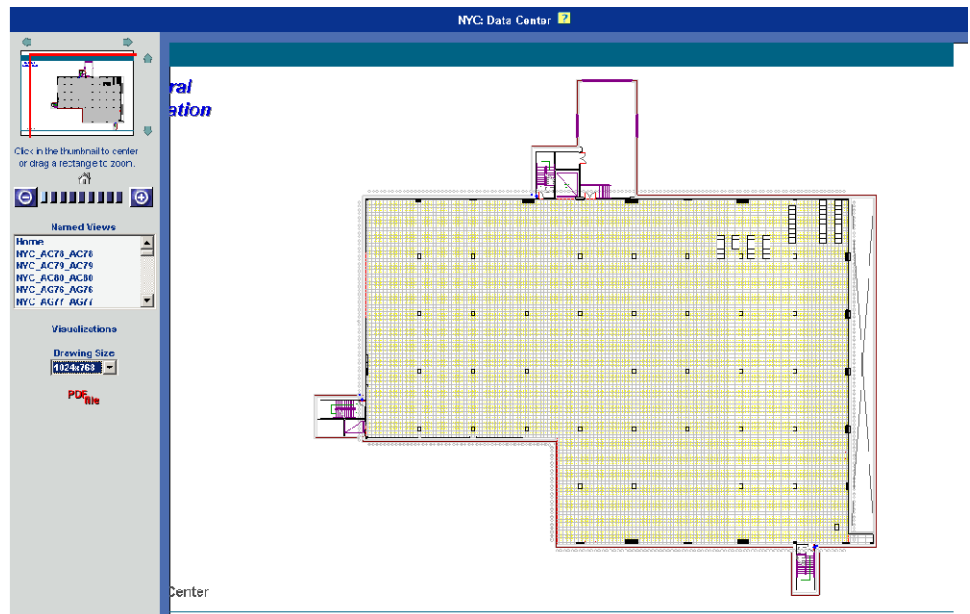 NYC: Data Center ?
ral
ation
Click in the thumbnail to center
or drag a rectange to zoom.
Named Views
Home
NYC_AC78_AC78
NYC_AC79_AC79
NYC_AC80_AC80
NYC_AG76_AG76
NYC_AG77_AG77
Visualizations
Drawing Size
1024x768
PDF
file
Center